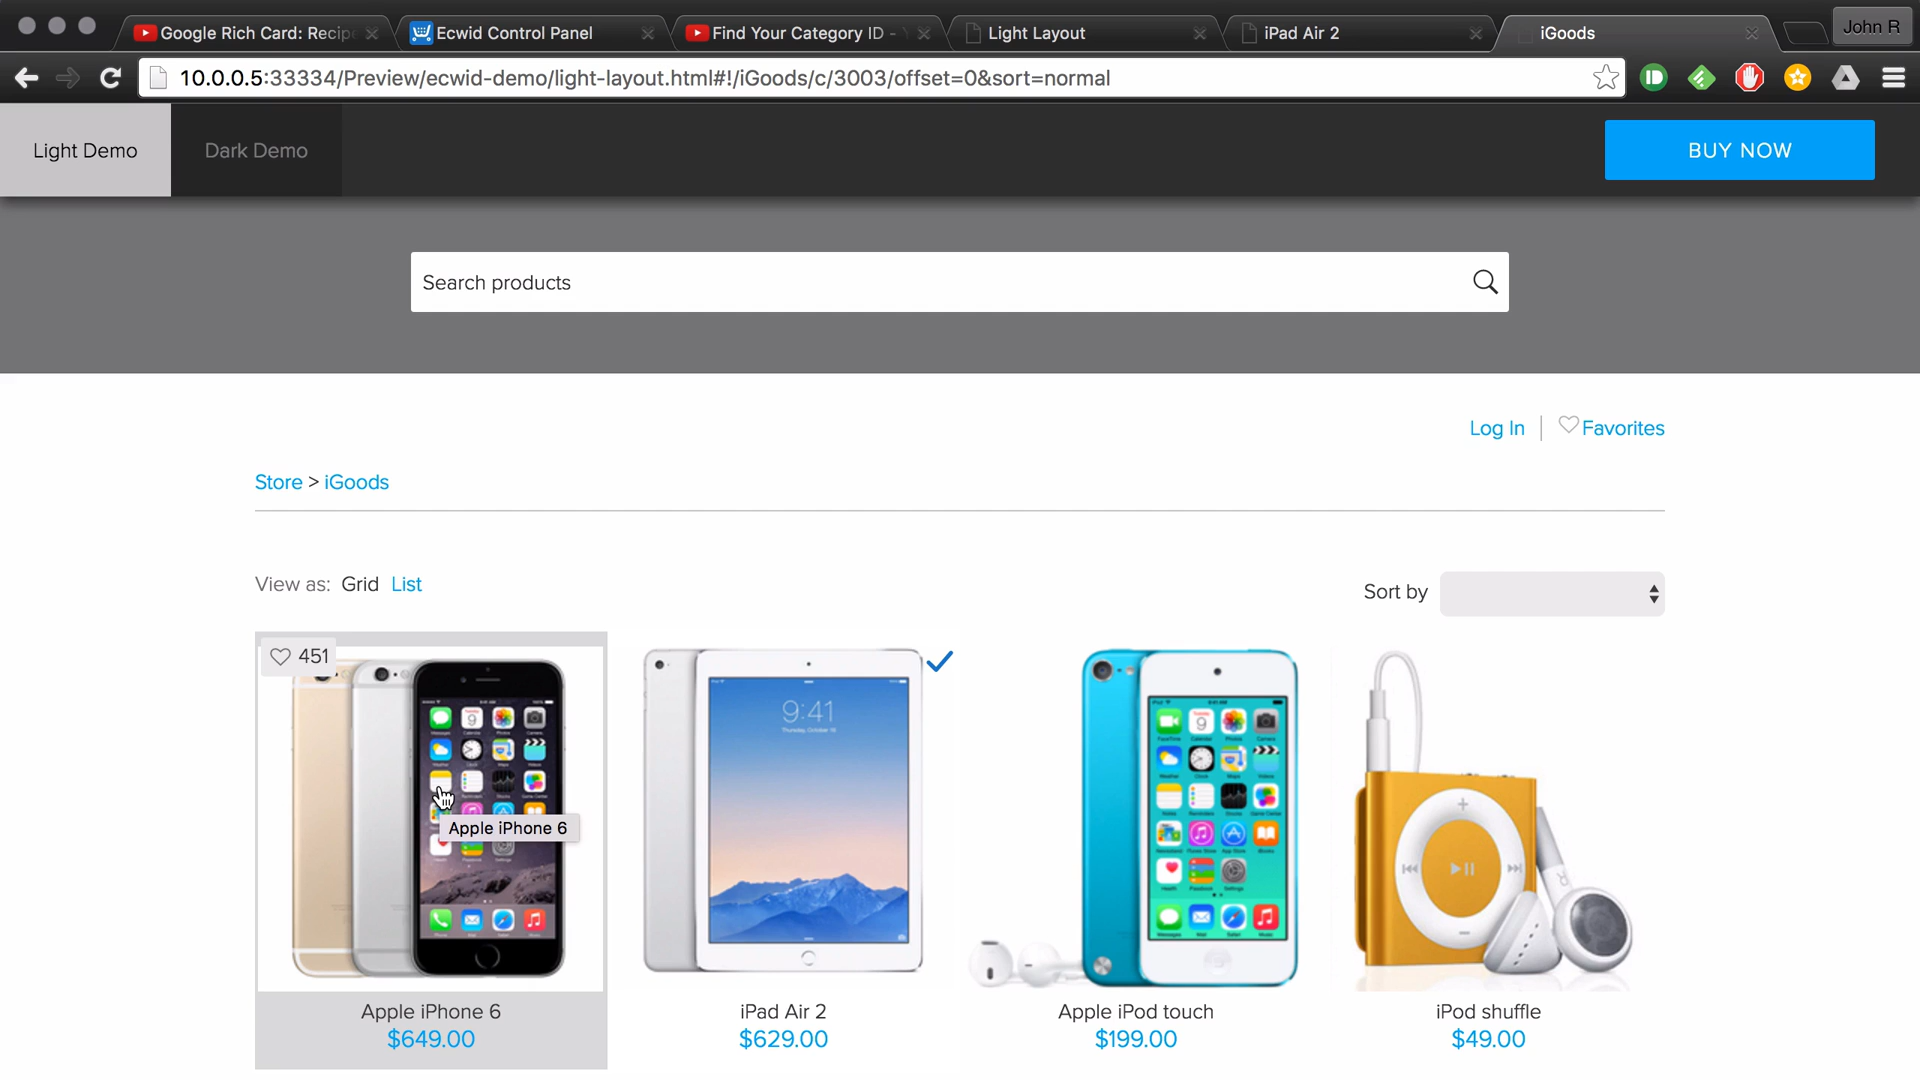 Google Rich Card: Recip
Ecwid Control Panel
Find Your Category ID -
Light Layout
iPad Air 2
iGoods
John R
10.0.0.5:33334/Preview/ecwid-demo/light-layout.html#!/iGoods/c/3003/offset=0&sort=normal
Light Demo
Dark Demo
BUY NOW
Search products
Log In
Favorites
Store > iGoods
View as: Grid List
Sort by
451
9:41
Apple iPhone 6
Apple iPhone 6
$649.00
iPad Air 2
$629.00
Apple iPod touch
$199.00
iPod shuffle
$49.00